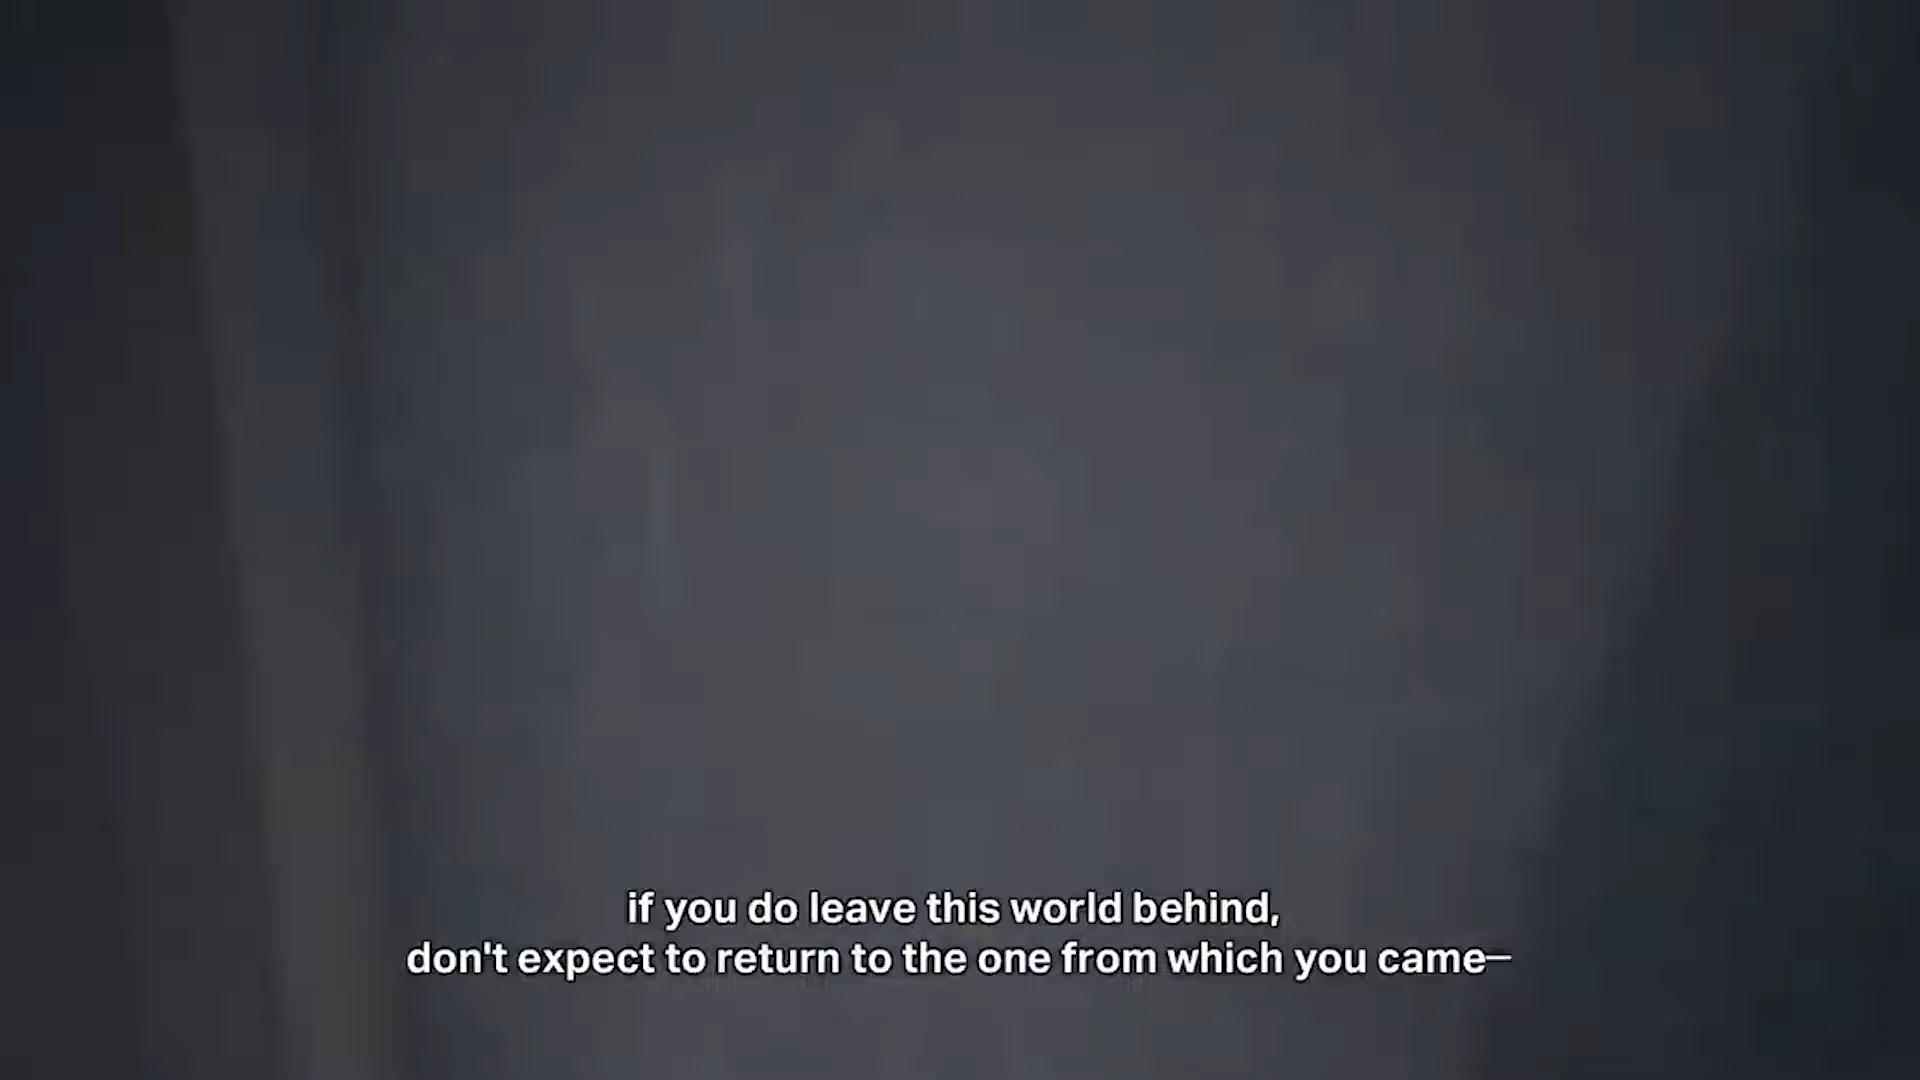 if you do leave this world behind,
don't expect to return to the one from which you came—